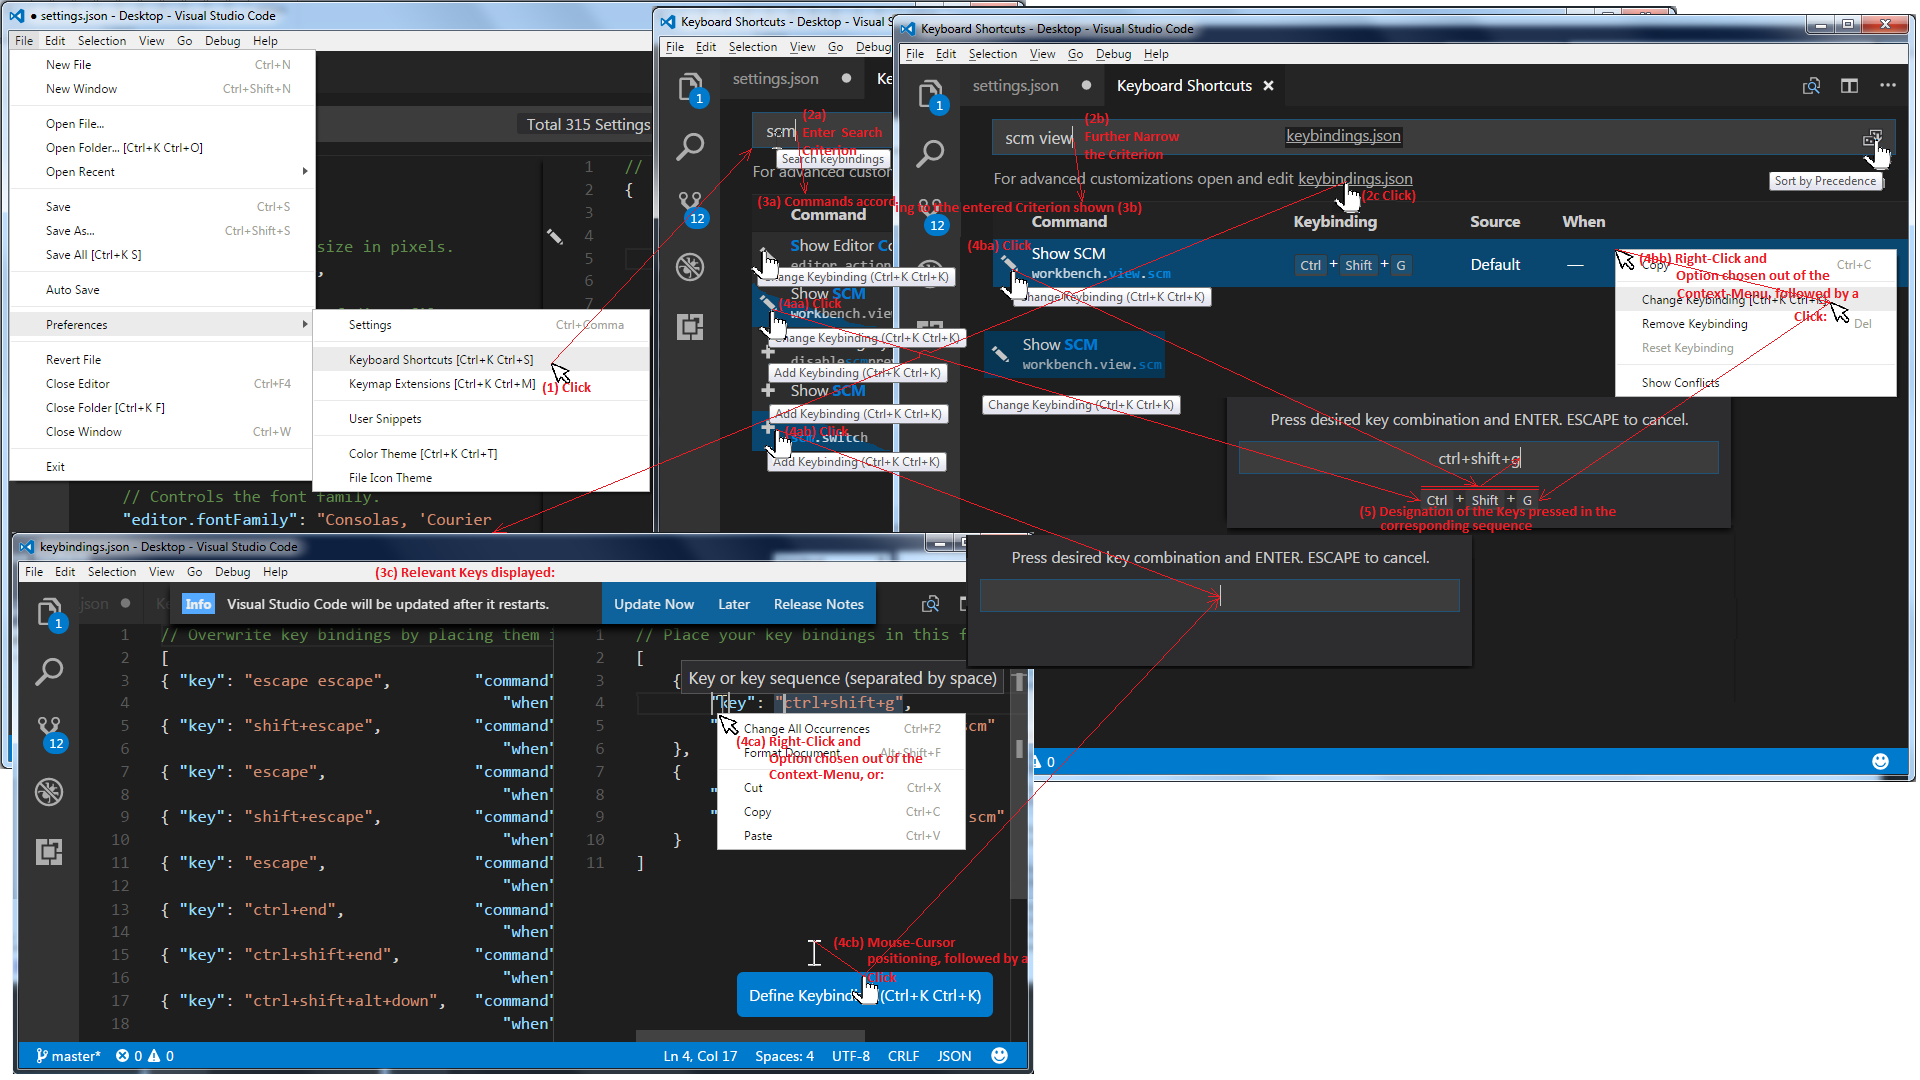 ● settings.json - Desktop - Visual Studio Code
File Edit Selection View Go Debug Help
New File Ctrl+N
New Window Ctrl+Shift+N
Open File...
Open Folder... [Ctrl+K Ctrl+O]
Open Recent
Save Ctrl+S
Save As... Ctrl+Shift+S
Save All [Ctrl+K S]
Auto Save
Preferences
Revert File
Close Editor Ctrl+F4
Close Folder [Ctrl+K F]
Close Window Ctrl+W
Exit
Settings Ctrl+Comma
Keyboard Shortcuts [Ctrl+K Ctrl+S]
Keymap Extensions [Ctrl+K Ctrl+M]
(1) Click
User Snippets
Color Theme [Ctrl+K Ctrl+T]
File Icon Theme
Total 315 Settings
1 //
2 {
3
4
5
6
7
size in pixels.
// Controls the font family.
"editor.fontFamily": "Consolas, 'Courier
Keyboard Shortcuts - Desktop - Visual Studio
File Edit Selection View Go Debug
settings.json ●
1
12
scm
(2a)
Enter Search
Criterion
Search keybindings
For advanced custom
(3a) Commands according to the entered Criterion shown (3b)
Command
Show Editor Co
editor.action
Change Keybinding (Ctrl+K Ctrl+K)
Show SCM
(4aa) Click
workbench.view
Change Keybinding (Ctrl+K Ctrl+K)
Add Keybinding (Ctrl+K Ctrl+K)
Show SCM
Add Keybinding (Ctrl+K Ctrl+K)
(4ab) Click
scm.switch
Add Keybinding (Ctrl+K Ctrl+K)
Keyboard Shortcuts - Desktop - Visual Studio Code
File Edit Selection View Go Debug Help
settings.json ● Keyboard Shortcuts
1
12
scm view
(2b)
Further Narrow
the Criterion
keybindings.json
For advanced customizations open and edit keybindings.json
(2c Click)
Sort by Precedence
Command Keybinding Source When
(4ba) Click
Show SCM Ctrl + Shift + G Default —
workbench.view.scm
Change Keybinding (Ctrl+K Ctrl+K)
Show SCM
workbench.view.scm
Change Keybinding (Ctrl+K Ctrl+K)
Copy Ctrl+C
(4bb) Right-Click and
Option chosen out of the
Context-Menu, followed by a
Click:
Change Keybinding [Ctrl+K Ctrl+K]
Remove Keybinding Del
Reset Keybinding
Show Conflicts
Press desired key combination and ENTER. ESCAPE to cancel.
ctrl+shift+g
Ctrl + Shift + G
(5) Designation of the Keys pressed in the
corresponding sequence
Press desired key combination and ENTER. ESCAPE to cancel.
0
keybindings.json - Desktop - Visual Studio Code
File Edit Selection View Go Debug Help
(3c) Relevant Keys displayed:
Info Visual Studio Code will be updated after it restarts. Update Now Later Release Notes
1
12
1 // Overwrite key bindings by placing them i
2 [
3 { "key": "escape escape", "command"
4 "when"
5 { "key": "shift+escape", "command"
6 "when"
7 { "key": "escape", "command"
8 "when"
9 { "key": "shift+escape", "command"
10 "when"
11 { "key": "escape", "command"
12 "when"
13 { "key": "ctrl+end", "command"
14 "when"
15 { "key": "ctrl+shift+end", "command"
16 "when"
17 { "key": "ctrl+shift+alt+down", "command"
18 "when"
1 // Place your key bindings in this f
2 [
3 {
Key or key sequence (separated by space)
4 "key": "ctrl+shift+g",
5 " scm"
6 },
7 {
8 "
9 " scm"
10 }
11 ]
Change All Occurrences Ctrl+F2
(4ca) Right-Click and
Format Document Alt+Shift+F
Option chosen out of the
Context-Menu, or:
Cut Ctrl+X
Copy Ctrl+C
Paste Ctrl+V
(4cb) Mouse-Cursor
positioning, followed by a
Click
Define Keybinding (Ctrl+K Ctrl+K)
master* 0 0 Ln 4, Col 17 Spaces: 4 UTF-8 CRLF JSON